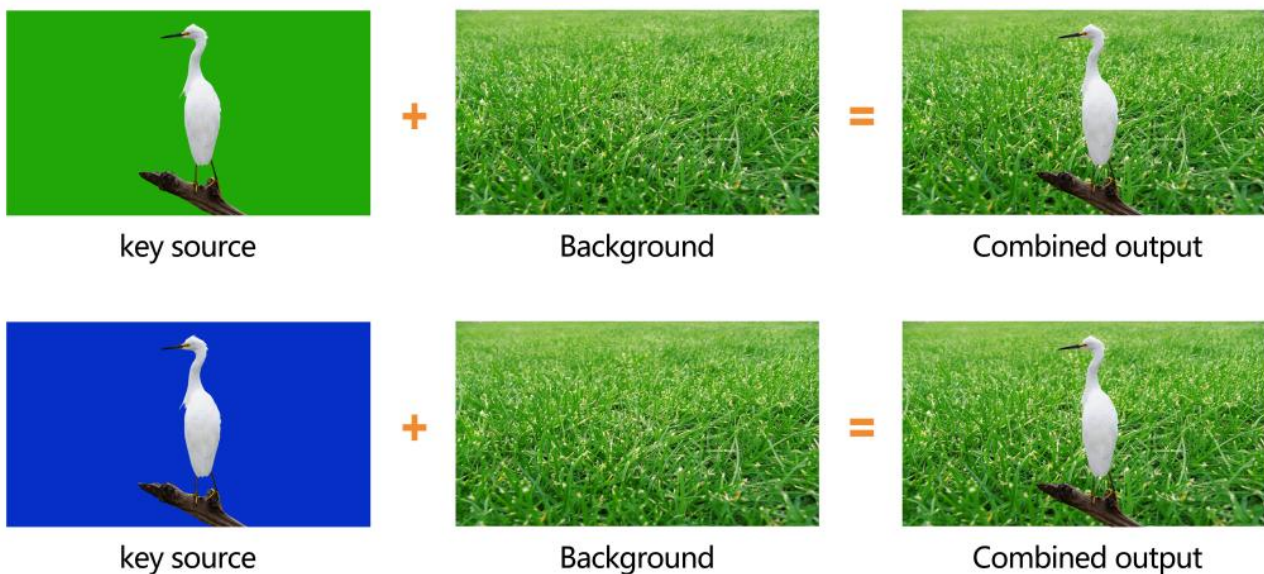 +
=
key source
Background
Combined output
+
=
key source
Background
Combined output